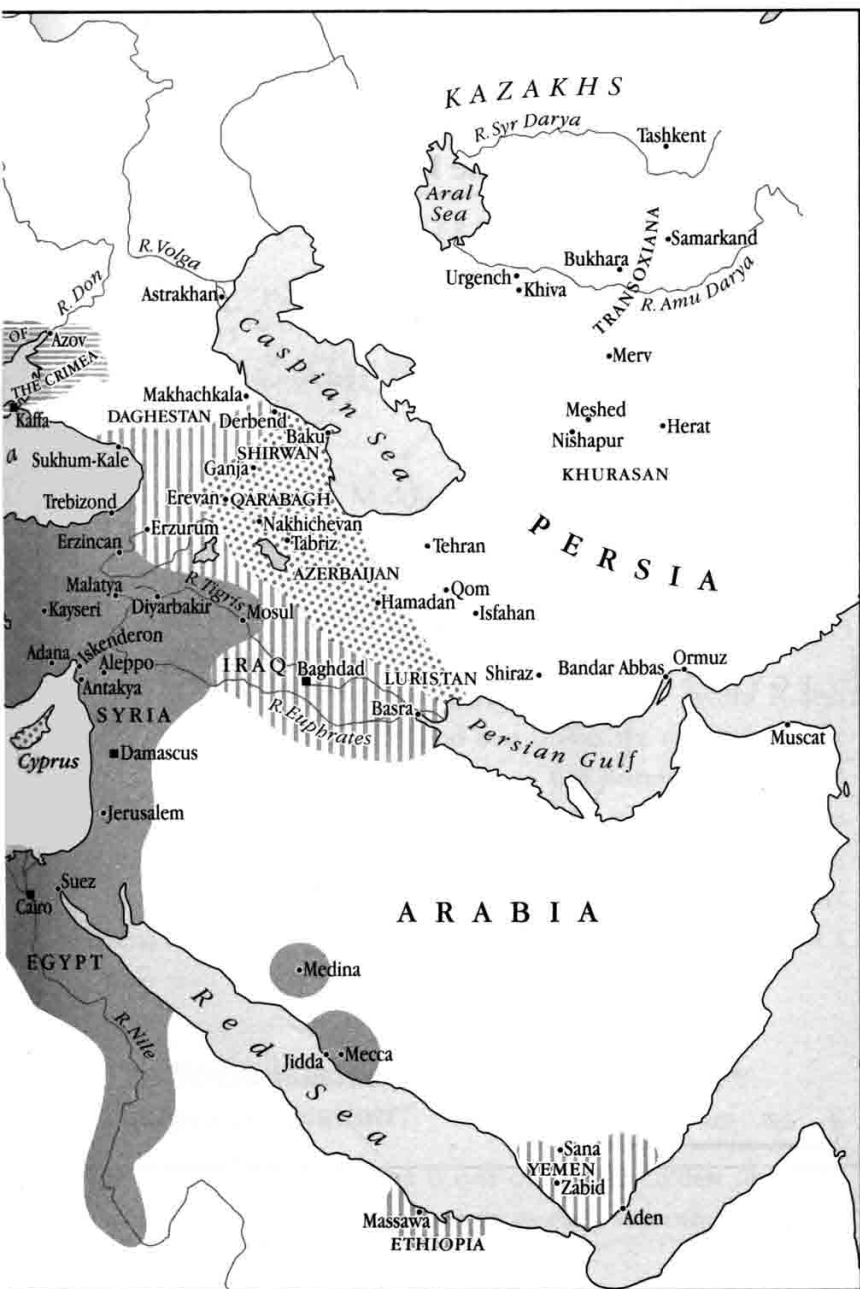 KAZAKHS
R. Syr Darya
Tashkent
Aral
Sea
TRANSOXIANA
Samarkand
R. Volga
Bukhara
Urgench
Khiva
R. Amu Darya
Astrakhan
R. Don
OF
Azov
THE CRIMEA
Caspian Sea
Merv
Makhachkala
Kaffa
DAGHESTAN
Derbend
Meshed
Herat
Baku
Nishapur
a
Sukhum-Kale
SHIRWAN
Ganja
KHURASAN
Trebizond
Erevan
QARABAGH
PERSIA
Erzurum
Nakhichevan
Erzincan
Tabriz
Tehran
AZERBAIJAN
Malatya
R. Tigris
Qom
Kayseri
Diyarbakir
Mosul
Hamadan
Isfahan
Adana
Iskenderon
Aleppo
IRAQ
Baghdad
LURISTAN
Shiraz
Bandar Abbas
Ormuz
Antakya
SYRIA
R. Euphrates
Basra
Persian Gulf
Muscat
Cyprus
Damascus
Jerusalem
Suez
Cairo
ARABIA
EGYPT
Medina
Red Sea
R. Nile
Jidda
Mecca
Sana
YEMEN
Zabid
Massawa
Aden
ETHIOPIA